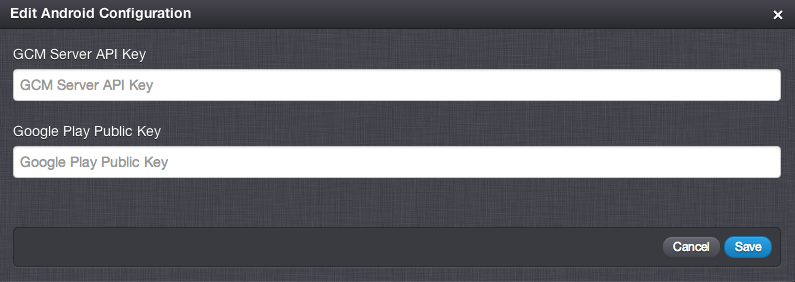 Edit Android Configuration ×
GCM Server API Key
GCM Server API Key
Google Play Public Key
Google Play Public Key
Cancel Save